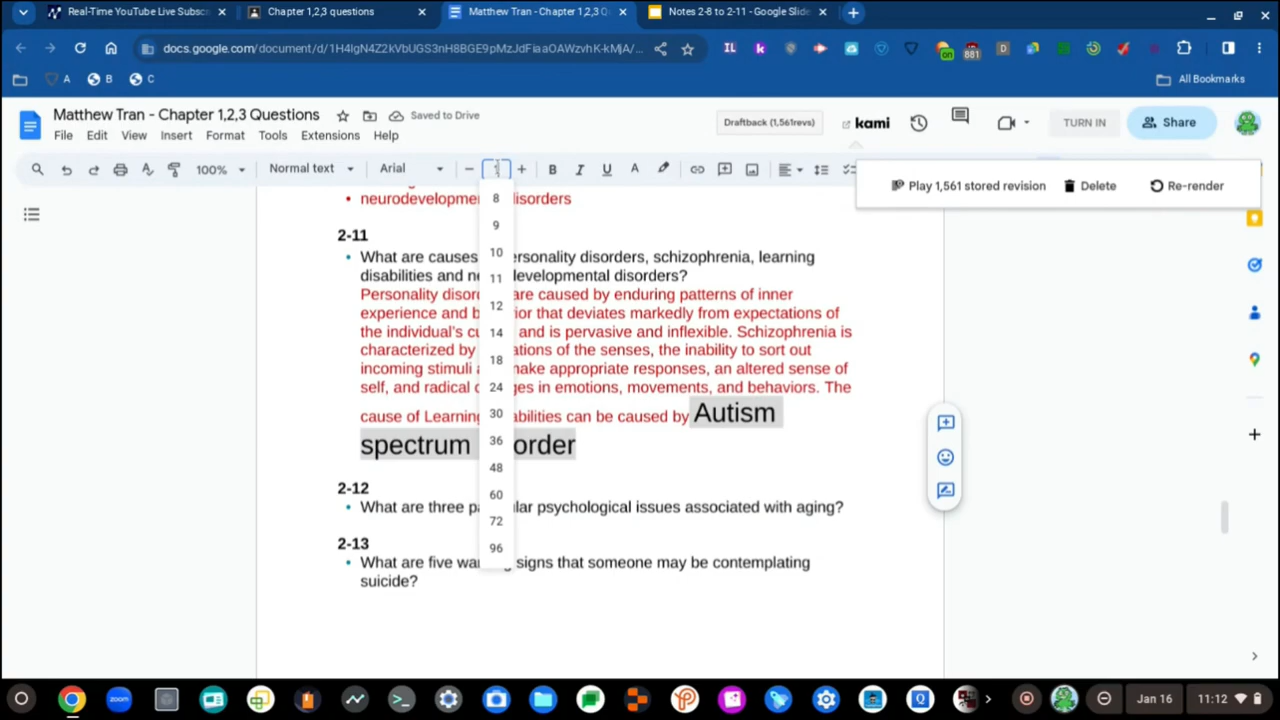 Real-Time YouTube Live Subsc
Chapter 1,2,3 questions
Matthew Tran - Chapter 1,2,3 Q
Notes 2-8 to 2-11 - Google Slide
docs.google.com/document/d/1H4lgN4Z2kVbUGS3nH8BGE9pMzJdFiaaOAWzvhK-kMjA/...
IL
k
on
881
D
A
B
C
All Bookmarks
Matthew Tran - Chapter 1,2,3 Questions
Saved to Drive
File Edit View Insert Format Tools Extensions Help
Draftback (1,561revs)
kami
TURN IN
Share
100%
Normal text
Arial
B I U A
Play 1,561 stored revision
Delete
Re-render
8
9
10
11
12
14
18
24
30
36
48
60
72
96
neurodevelopmen disorders
2-11
What are causes ersonality disorders, schizophrenia, learning
disabilities and ne developmental disorders?
Personality disor are caused by enduring patterns of inner
experience and b ior that deviates markedly from expectations of
the individual's cu and is pervasive and inflexible. Schizophrenia is
characterized by ations of the senses, the inability to sort out
incoming stimuli a make appropriate responses, an altered sense of
self, and radical c ges in emotions, movements, and behaviors. The
cause of Learning abilities can be caused by Autism
spectrum order
2-12
What are three pa lar psychological issues associated with aging?
2-13
What are five wa signs that someone may be contemplating
suicide?
zoom
Q
Jan 16
11:12